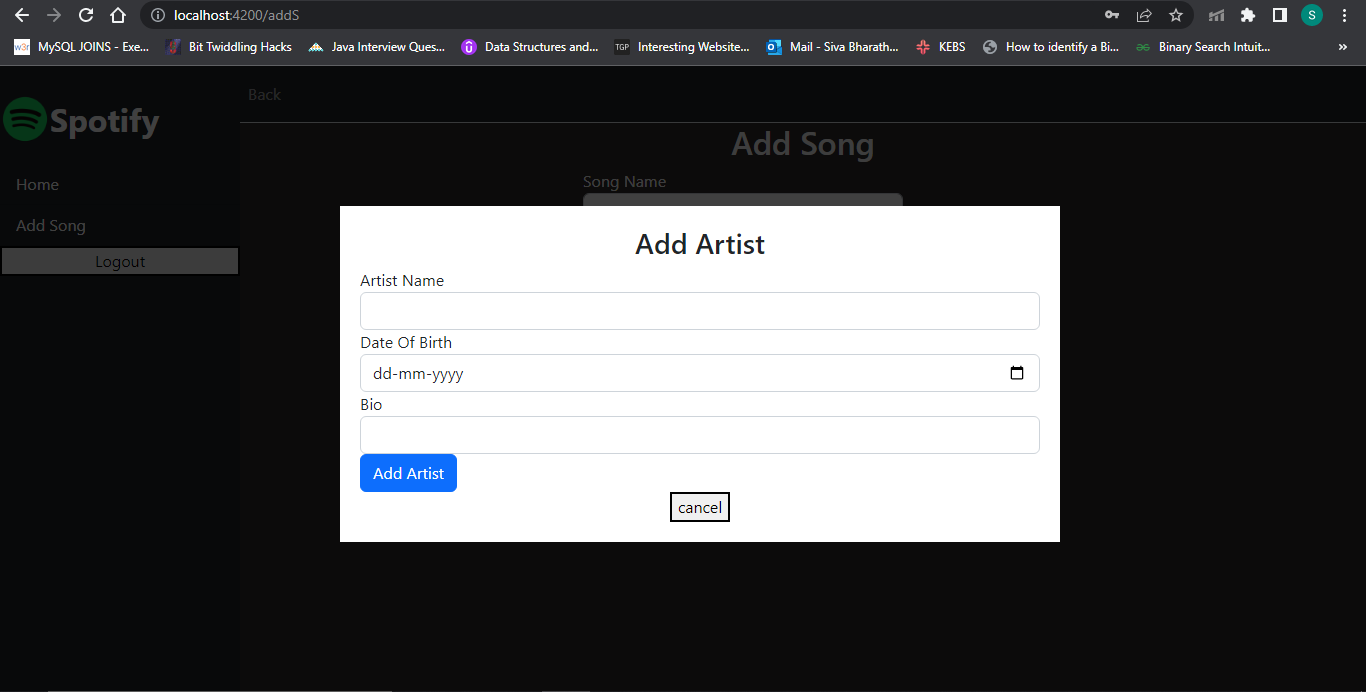 localhost:4200/addS
S
w3r MySQL JOINS - Exe... Bit Twiddling Hacks Java Interview Ques... Data Structures and... TGP Interesting Website... Mail - Siva Bharath... KEBS How to identify a Bi... Binary Search Intuit... »
Back
Spotify
Add Song
Home
Song Name
Add Song
Logout
Add Artist
Artist Name
Date Of Birth
dd-mm-yyyy
Bio
Add Artist
cancel